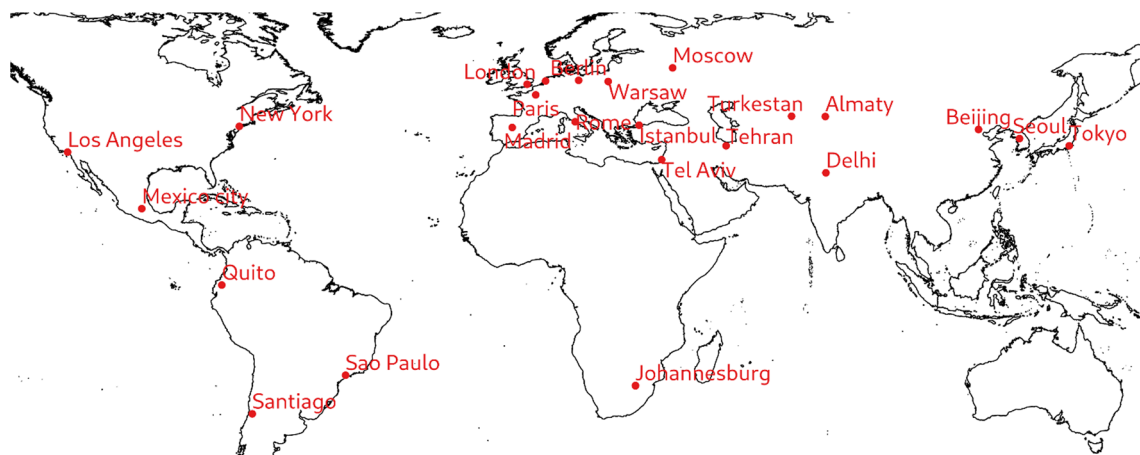 Moscow
London
Berlin
Warsaw
Paris
Turkestan
Almaty
New York
Rome
Beijing
Seoul
Tokyo
Los Angeles
Madrid
Istanbul
Tehran
Delhi
Tel Aviv
Mexico city
Quito
Sao Paulo
Johannesburg
Santiago